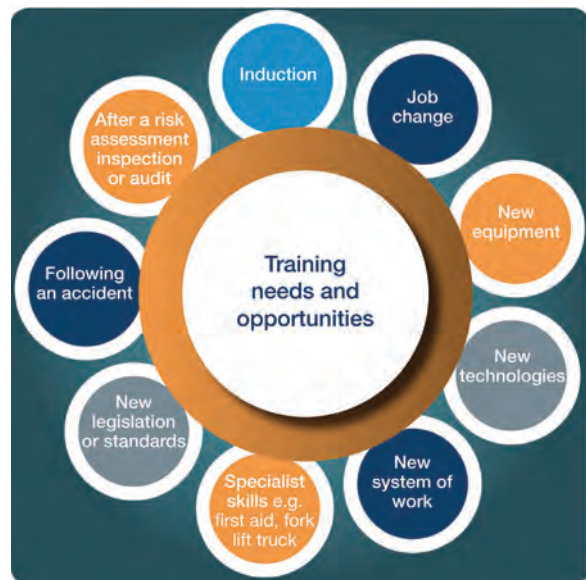 Induction
Job
change
New
equipment
New
technologies
New
system of
work
Specialist
skills e.g.
first aid, fork
lift truck
New
legislation
or standards
Following
an accident
After a risk
assessment
inspection
or audit
Training
needs and
opportunities